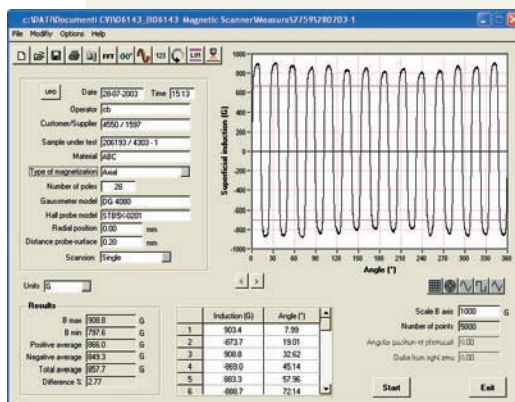 c:\DATI\Documenti CVI\06143_B06143 Magnetic Scanner\Measure\2759\280703-1
File Modifiy Options Help
FFT 123 LIM
UPD Date 28-07-2003 Time 15:13
Operator cb
Customer/Supplier 4550 / 1597
Sample under test 206193 / 4303 - 1
Material ABC
Type of magnetization Axial
Number of poles 28
Gaussmeter model DG 4080
Hall probe model STB5X-0201
Radial position 0.00 mm
Distance probe-surface 0.20 mm
Scansion Single
Units G
Superficial induction [G]
1000
800
600
400
200
0
-200
-400
-600
-800
-1000
0 30 60 90 120 150 180 210 240 270 300 330 360
Angle (°)
< >
Results
B max 908.8 G
B min 797.6 G
Positive average 866.0 G
Negative average 849.3 G
Total average 857.7 G
Difference % 2.77
Induction (G) Angle (°)
1 903.4 7.99
2 -873.7 19.01
3 908.8 32.62
4 -869.0 45.14
5 883.3 57.96
6 -888.7 72.14
Scale B axis 1000 G
Number of points 5000
Angular position of photocell 0.00
Delta from right zero 0.00
Start Exit